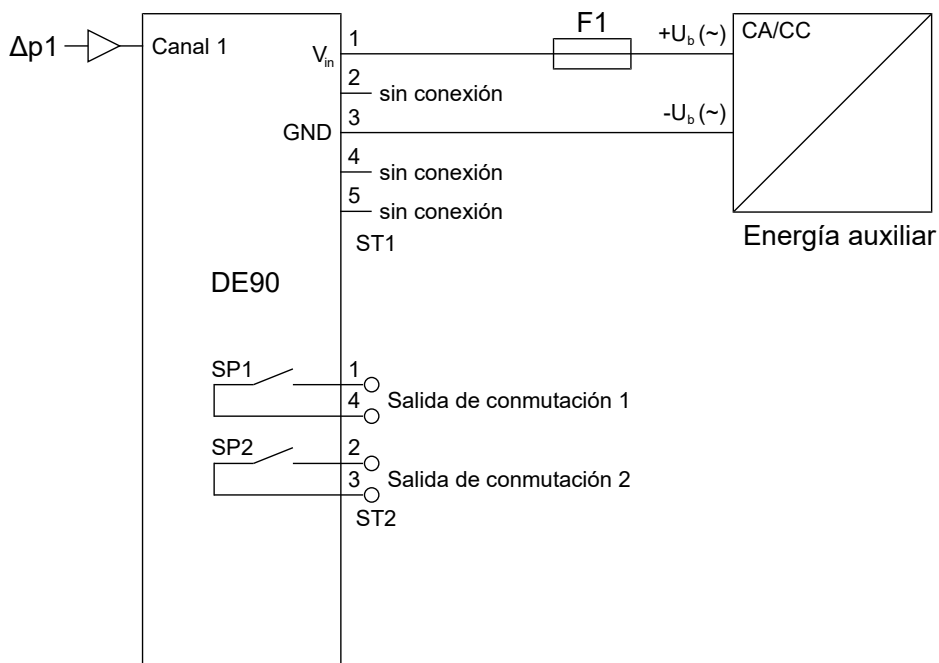 Δp1
Canal 1
V_in
1
F1
+U_b (~)
CA/CC
2
sin conexión
3
GND
-U_b (~)
4
sin conexión
5
sin conexión
ST1
Energía auxiliar
DE90
SP1
1
4
Salida de conmutación 1
SP2
2
3
Salida de conmutación 2
ST2